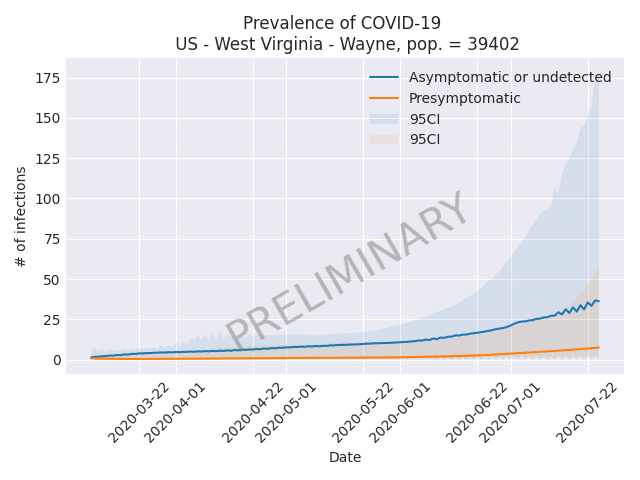 Prevalence of COVID-19
US - West Virginia - Wayne, pop. = 39402
Asymptomatic or undetected
Presymptomatic
95CI
95CI
PRELIMINARY
# of infections
175
150
125
100
75
50
25
0
2020-03-22
2020-04-01
2020-04-22
2020-05-01
2020-05-22
2020-06-01
2020-06-22
2020-07-01
2020-07-22
Date